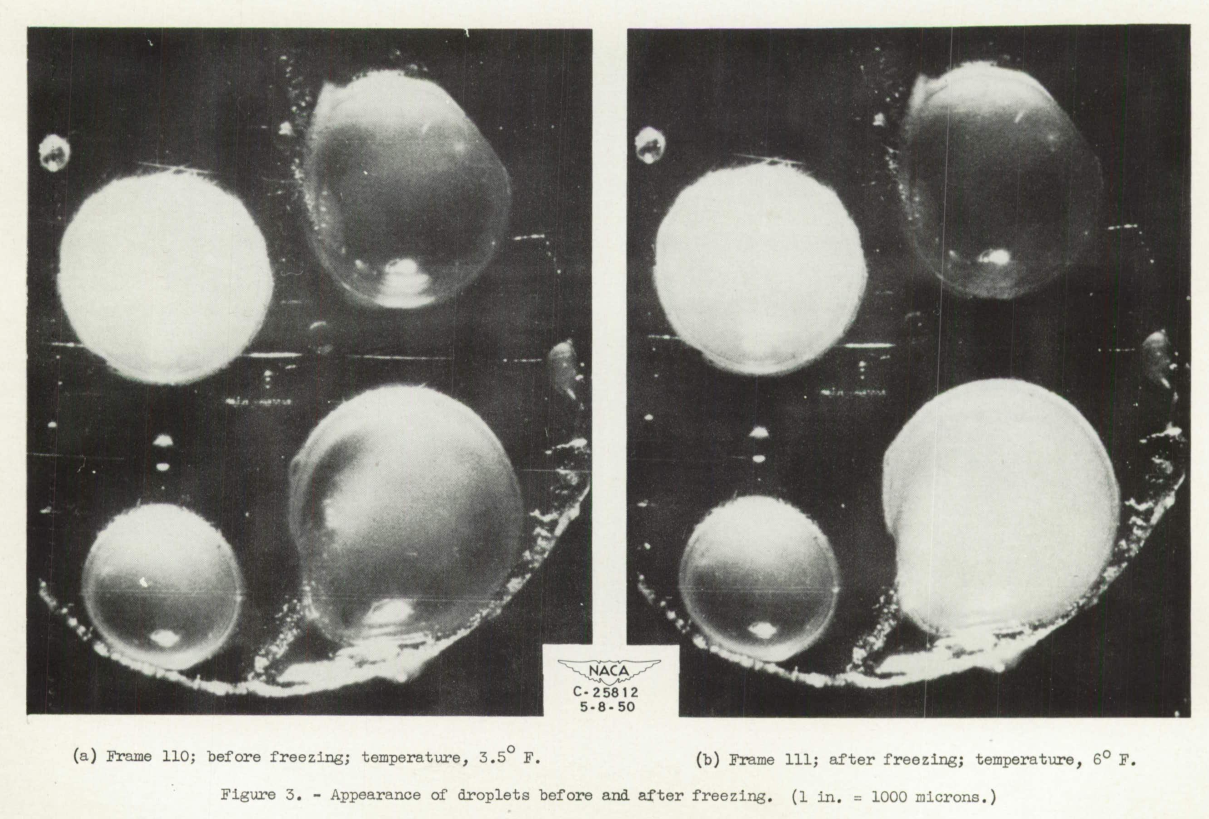 NACA
C-25812
5-8-50
(a) Frame 110; before freezing; temperature, 3.5° F.
(b) Frame 111; after freezing; temperature, 6° F.
Figure 3. - Appearance of droplets before and after freezing. (1 in. = 1000 microns.)